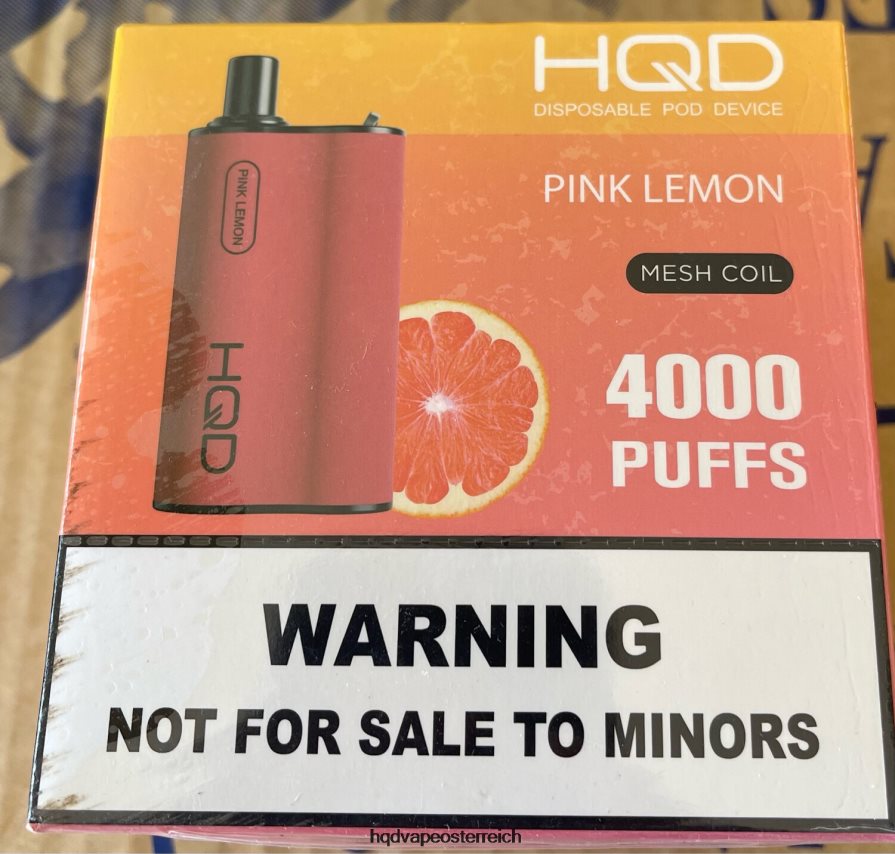 HQD
DISPOSABLE POD DEVICE
PINK LEMON
PINK LEMON
MESH COIL
HQD
4000
PUFFS
WARNING
NOT FOR SALE TO MINORS
hqdvapeosterreich